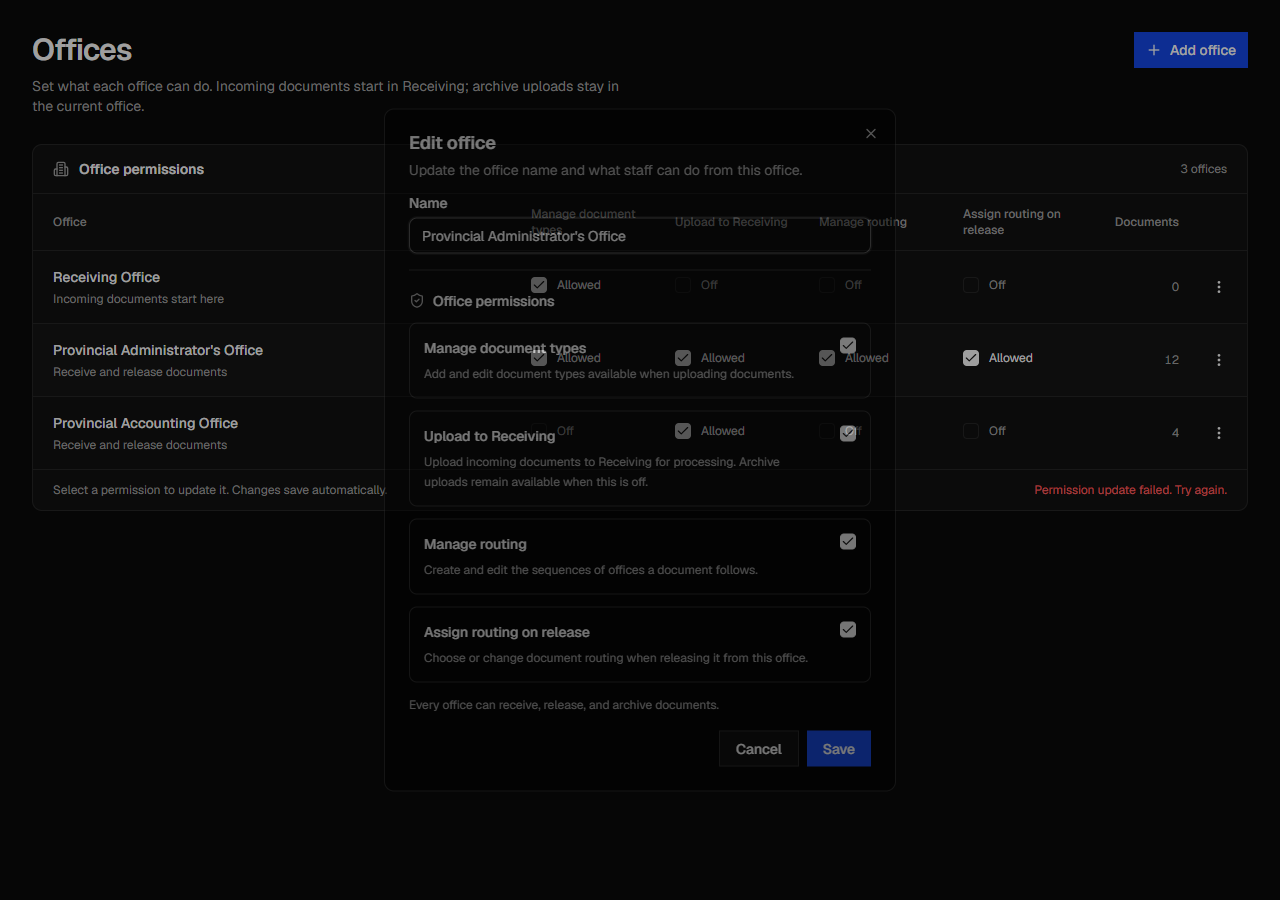 Offices
Add office
Set what each office can do. Incoming documents start in Receiving; archive uploads stay in
the current office.
Office permissions
3 offices
Office
Manage document
types
Upload to Receiving
Manage routing
Assign routing on
release
Documents
Receiving Office
Incoming documents start here
Allowed
Off
Off
Off
0
Provincial Administrator's Office
Receive and release documents
Allowed
Allowed
Allowed
Allowed
12
Provincial Accounting Office
Receive and release documents
Off
Allowed
Off
Off
4
Select a permission to update it. Changes save automatically.
Permission update failed. Try again.
Edit office
Update the office name and what staff can do from this office.
Name
Provincial Administrator's Office
Office permissions
Manage document types
Add and edit document types available when uploading documents.
Upload to Receiving
Upload incoming documents to Receiving for processing. Archive
uploads remain available when this is off.
Manage routing
Create and edit the sequences of offices a document follows.
Assign routing on release
Choose or change document routing when releasing it from this office.
Every office can receive, release, and archive documents.
Cancel
Save